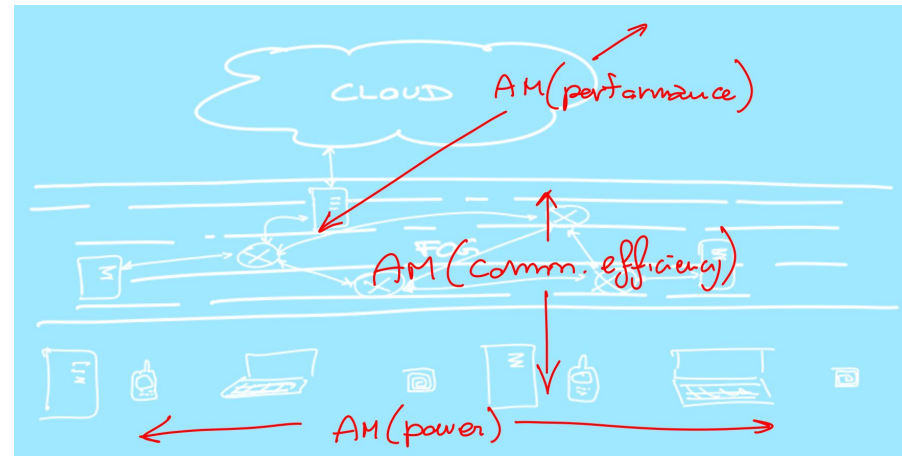 CLOUD
AM(performance)
FOG
M
AM(comm. efficiency)
AM(power)